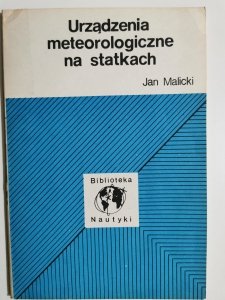 Urządzenia
meteorologiczne
na statkach
Jan Malicki
Biblioteka
Nautyki